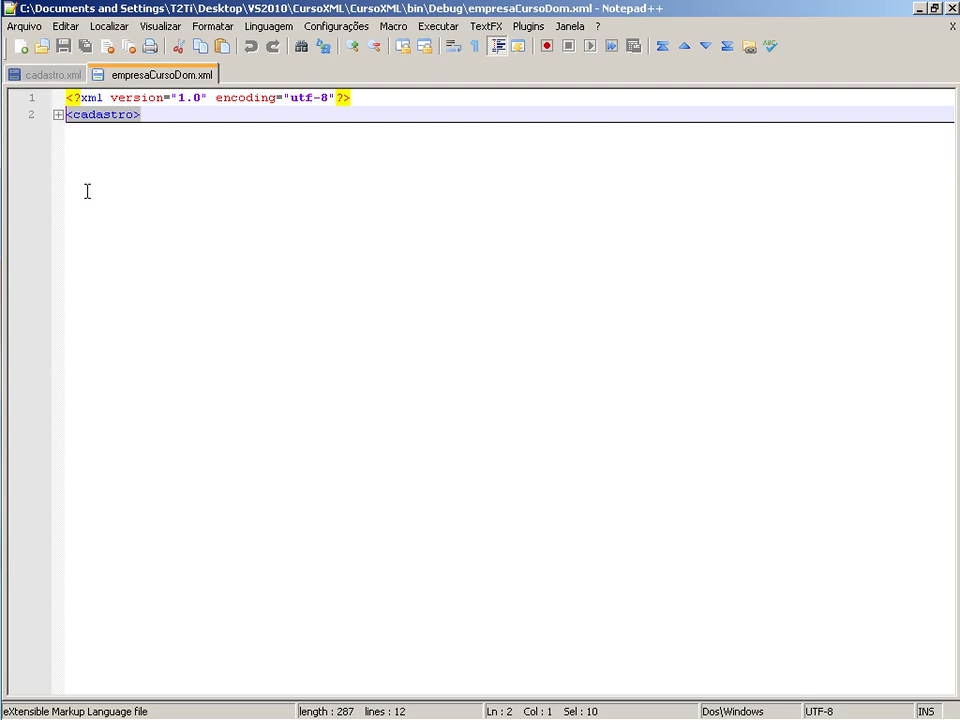 C:\Documents and Settings\T2Ti\Desktop\VS2010\CursoXML\CursoXML\bin\Debug\empresaCursoDom.xml - Notepad++
Arquivo Editar Localizar Visualizar Formatar Linguagem Configurações Macro Executar TextFX Plugins Janela ? X
cadastro.xml empresaCursoDom.xml
1 <?xml version="1.0" encoding="utf-8"?>
2 <cadastro>
eXtensible Markup Language file length : 287 lines : 12 Ln : 2 Col : 1 Sel : 10 Dos\Windows UTF-8 INS